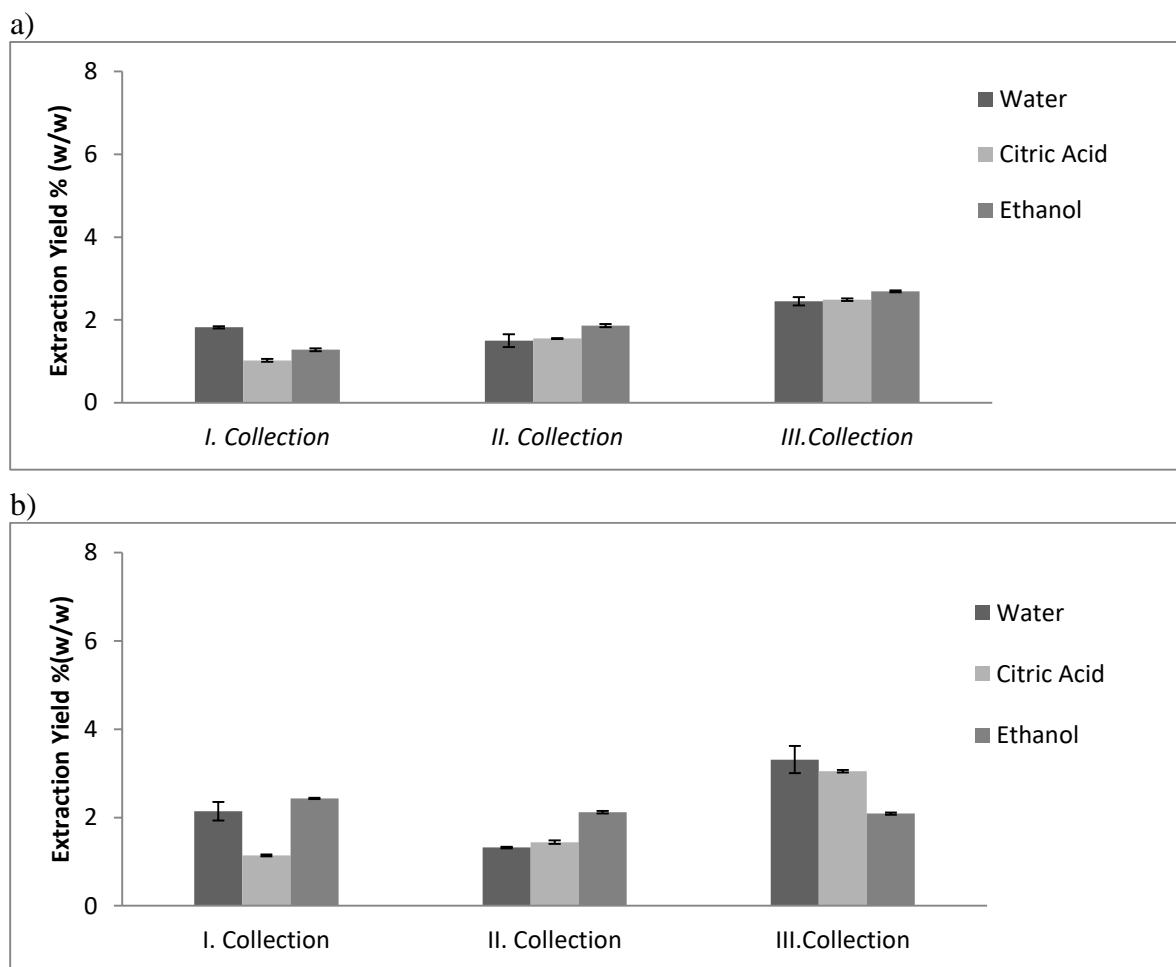 a)
8
6
4
2
0
Extraction Yield % (w/w)
I. Collection
II. Collection
III.Collection
Water
Citric Acid
Ethanol
b)
8
6
4
2
0
Extraction Yield %(w/w)
I. Collection
II. Collection
III.Collection
Water
Citric Acid
Ethanol